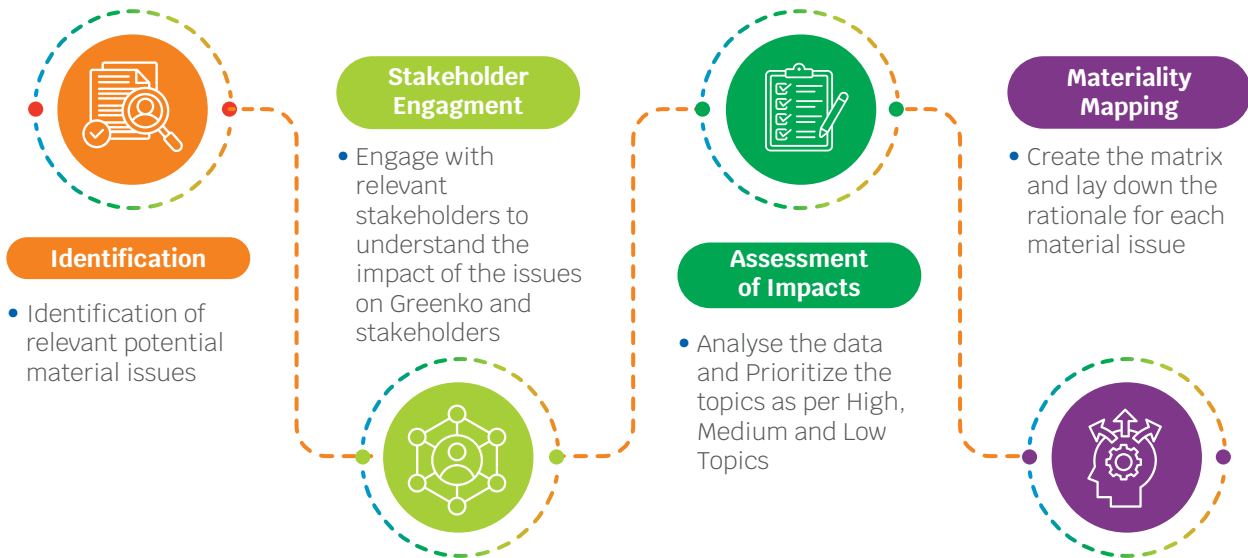 Identification
• Identification of
relevant potential
material issues
Stakeholder
Engagment
• Engage with
relevant
stakeholders to
understand the
impact of the issues
on Greenko and
stakeholders
Assessment
of Impacts
• Analyse the data
and Prioritize the
topics as per High,
Medium and Low
Topics
Materiality
Mapping
• Create the matrix
and lay down the
rationale for each
material issue